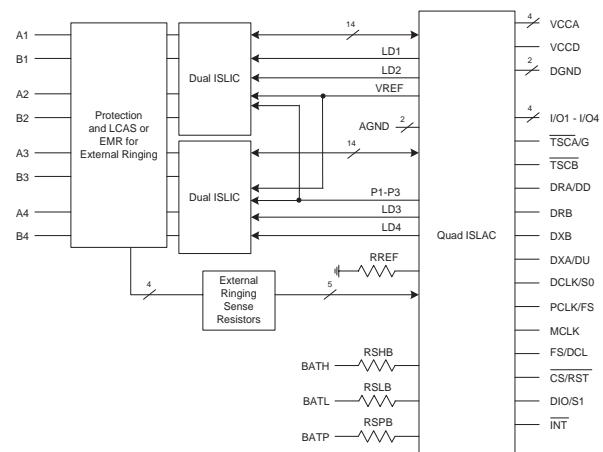 A1
B1
A2
B2
A3
B3
A4
B4
Protection
and LCAS or
EMR for
External Ringing
Dual ISLIC
Dual ISLIC
14
LD1
LD2
VREF
AGND
2
14
P1-P3
LD3
LD4
RREF
4
External
Ringing
Sense
Resistors
5
BATH
RSHB
BATL
RSLB
BATP
RSPB
Quad ISLAC
4
VCCA
VCCD
2
DGND
4
I/O1 - I/O4
TSCA/G
TSCB
DRA/DD
DRB
DXB
DXA/DU
DCLK/S0
PCLK/FS
MCLK
FS/DCL
CS/RST
DIO/S1
INT